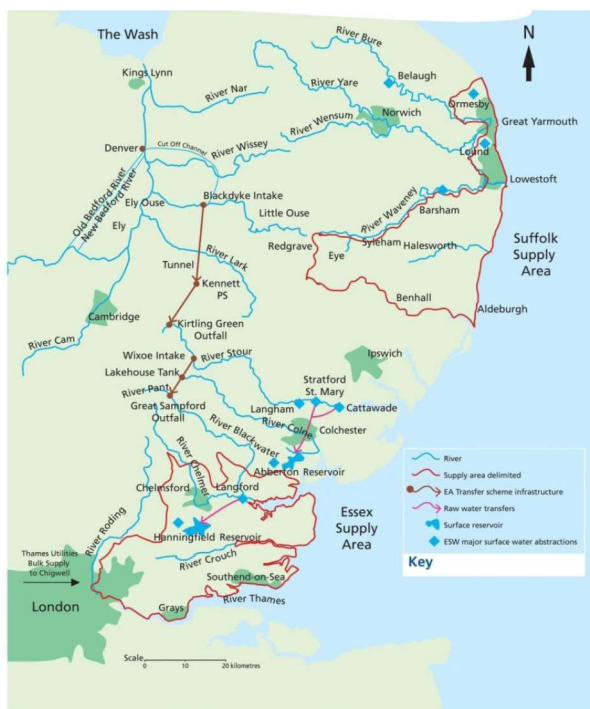 The Wash
N
River Bure
Kings Lynn
River Nar
River Yare
Belaugh
Ormesby
Norwich
River Wensum
Great Yarmouth
Denver
Cut Off Channel
River Wissey
Lound
Old Bedford River
New Bedford River
Ely Ouse
Blackdyke Intake
Lowestoft
Ely
Little Ouse
River Waveney
Barsham
Redgrave
Syleham
Halesworth
Eye
Suffolk
Supply
Area
River Lark
Tunnel
Kennett
PS
Benhall
Aldeburgh
Cambridge
Kirtling Green
Outfall
River Cam
Wixoe Intake
River Stour
Ipswich
Lakehouse Tank
Stratford
St. Mary
River Pant
Great Sampford
Outfall
Langham
Cattawade
River Colne
Colchester
River Blackwater
River Chelmer
Abberton Reservoir
Chelmsford
Langford
Essex
Supply
Area
River Roding
Hanningfield Reservoir
River Crouch
Thames Utilities
Bulk Supply
to Chigwell
Southend-on-Sea
London
Grays
River Thames
River
Supply area delimited
EA Transfer scheme infrastructure
Raw water transfers
Surface reservoir
ESW major surface water abstractions
Key
Scale
0 10 20 kilometres